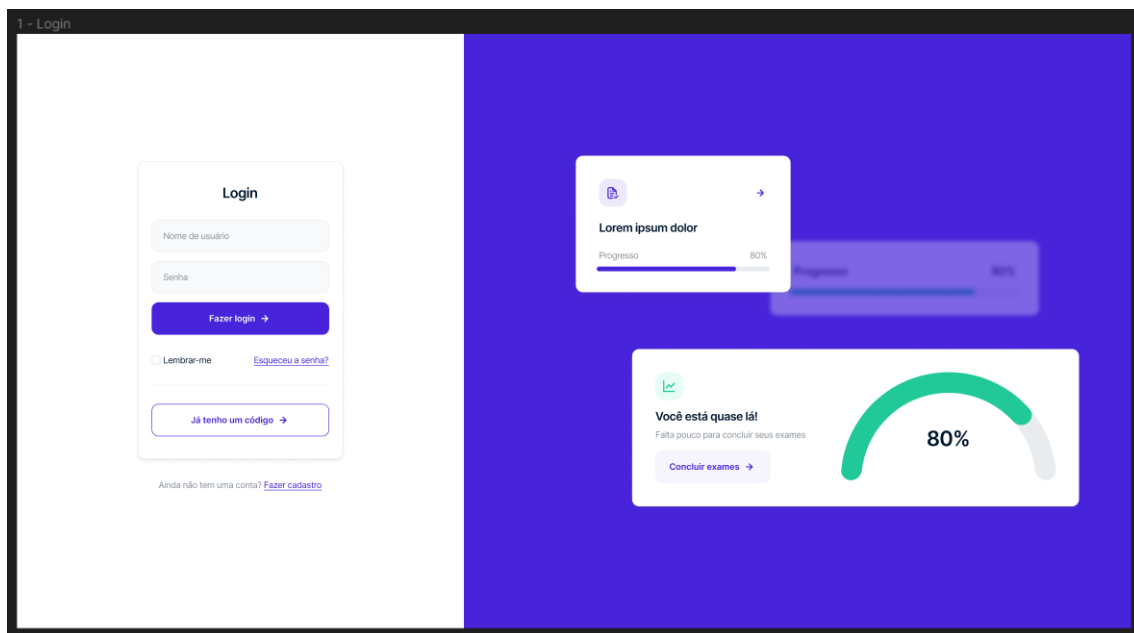 1 - Login
Login
Nome de usuário
Senha
Fazer login →
Lembrar-me Esqueceu a senha?
Já tenho um código →
Ainda não tem uma conta? Fazer cadastro
Lorem ipsum dolor
Progresso 80%
Progresso 80%
Você está quase lá!
Falta pouco para concluir seus exames
Concluir exames →
80%